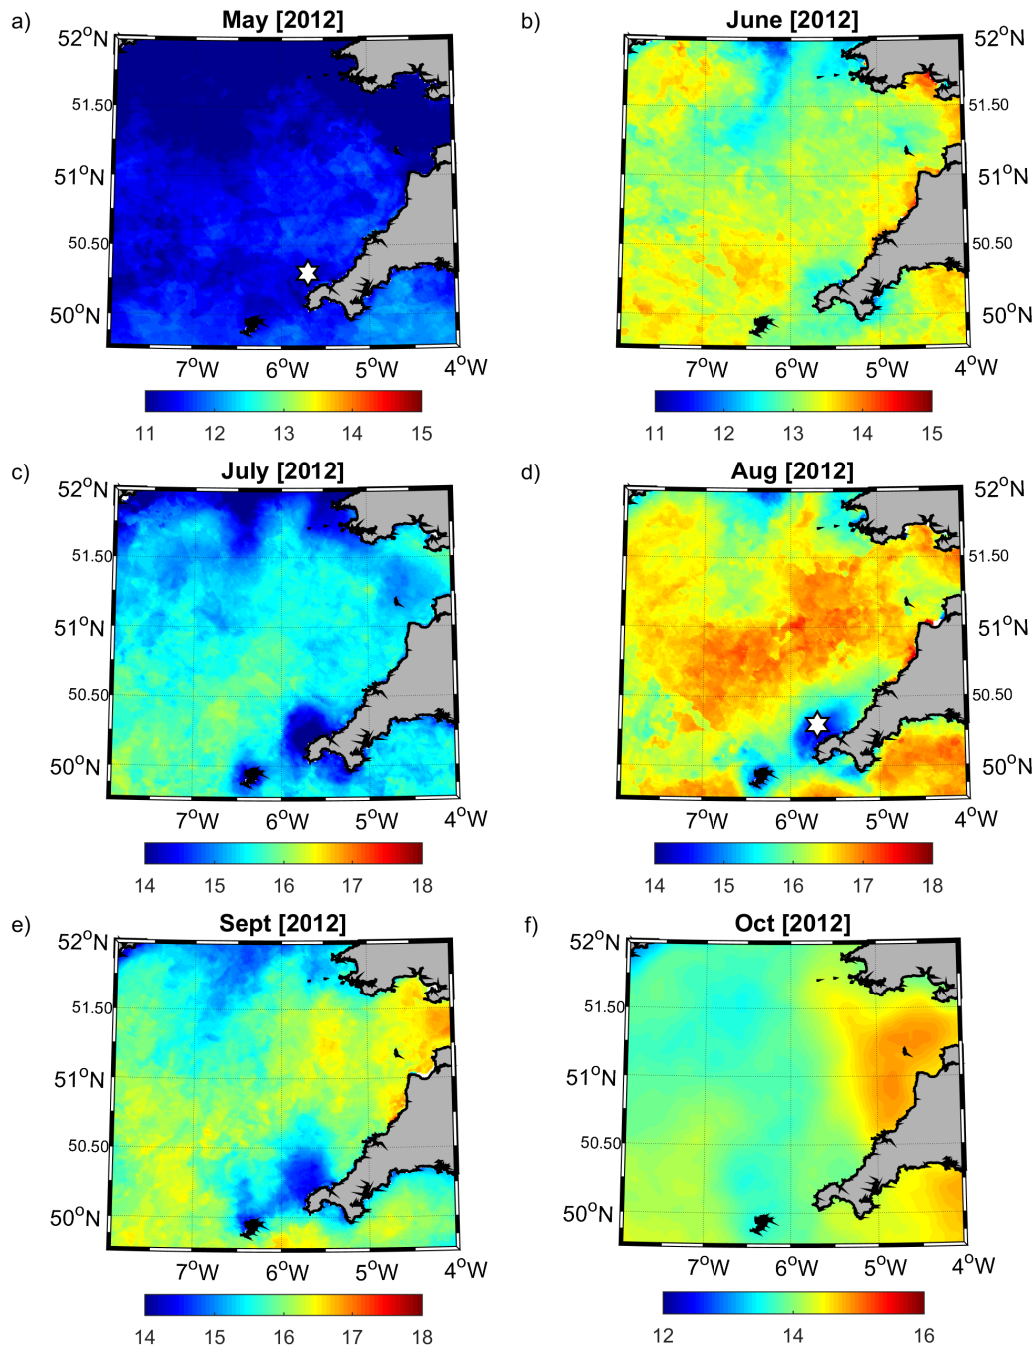 a)
May [2012]
52°N
51.50
51°N
50.50
50°N
7°W 6°W 5°W 4°W
11 12 13 14 15
b)
June [2012]
52°N
51.50
51°N
50.50
50°N
7°W 6°W 5°W 4°W
11 12 13 14 15
c)
July [2012]
52°N
51.50
51°N
50.50
50°N
7°W 6°W 5°W 4°W
14 15 16 17 18
d)
Aug [2012]
52°N
51.50
51°N
50.50
50°N
7°W 6°W 5°W 4°W
14 15 16 17 18
e)
Sept [2012]
52°N
51.50
51°N
50.50
50°N
7°W 6°W 5°W 4°W
14 15 16 17 18
f)
Oct [2012]
52°N
51.50
51°N
50.50
50°N
7°W 6°W 5°W 4°W
12 14 16